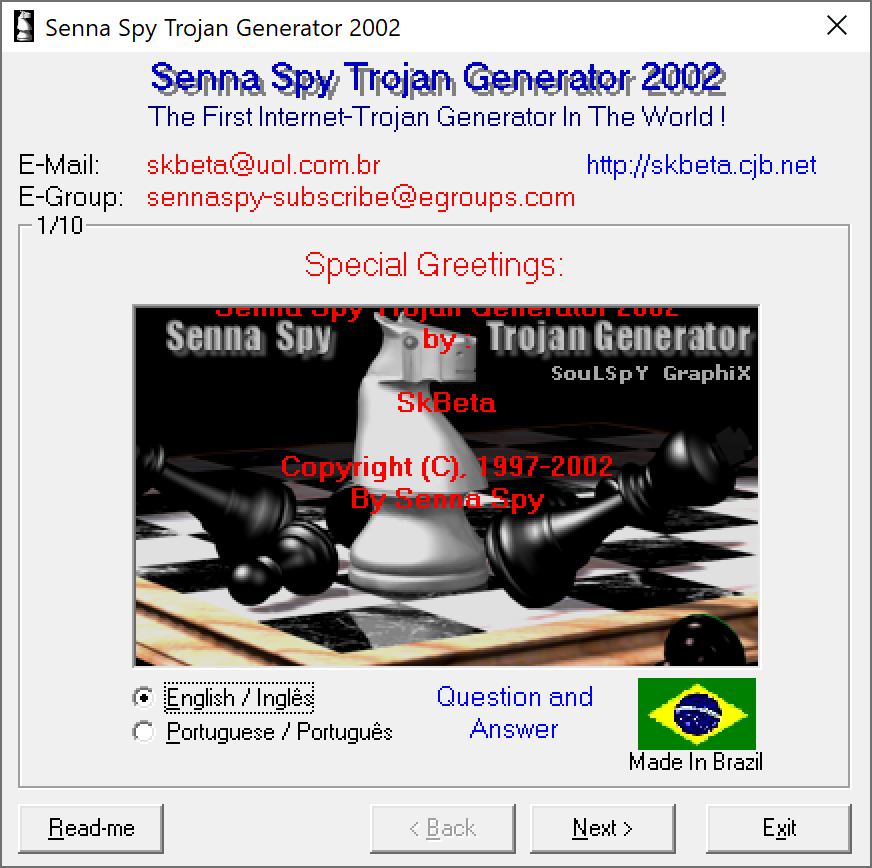 Senna Spy Trojan Generator 2002
Senna Spy Trojan Generator 2002
The First Internet-Trojan Generator In The World !
E-Mail: skbeta@uol.com.br http://skbeta.cjb.net
E-Group: sennaspy-subscribe@egroups.com
1/10
Special Greetings:
Senna Spy Trojan Generator 2002
Senna Spy by : Trojan Generator
SouLSpY GraphiX
SkBeta
Copyright (C), 1997-2002
By Senna Spy
English / Inglês
Portuguese / Português
Question and
Answer
Made In Brazil
Read-me < Back Next > Exit